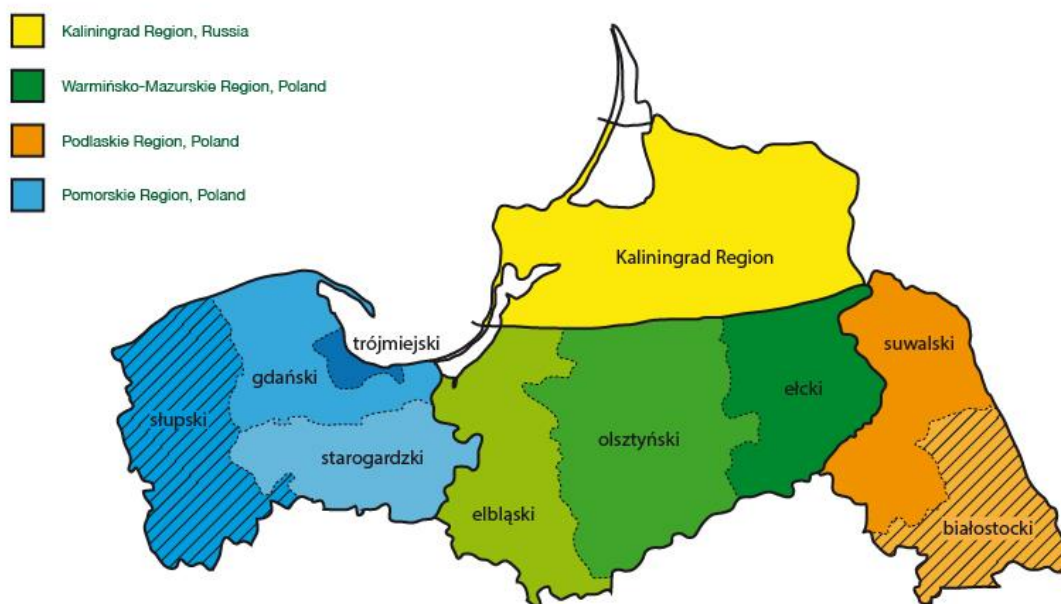 Kaliningrad Region, Russia
Warmińsko-Mazurskie Region, Poland
Podlaskie Region, Poland
Pomorskie Region, Poland
Kaliningrad Region
trójmiejski
suwalski
gdański
ełcki
słupski
olsztyński
starogardzki
elbląski
białostocki